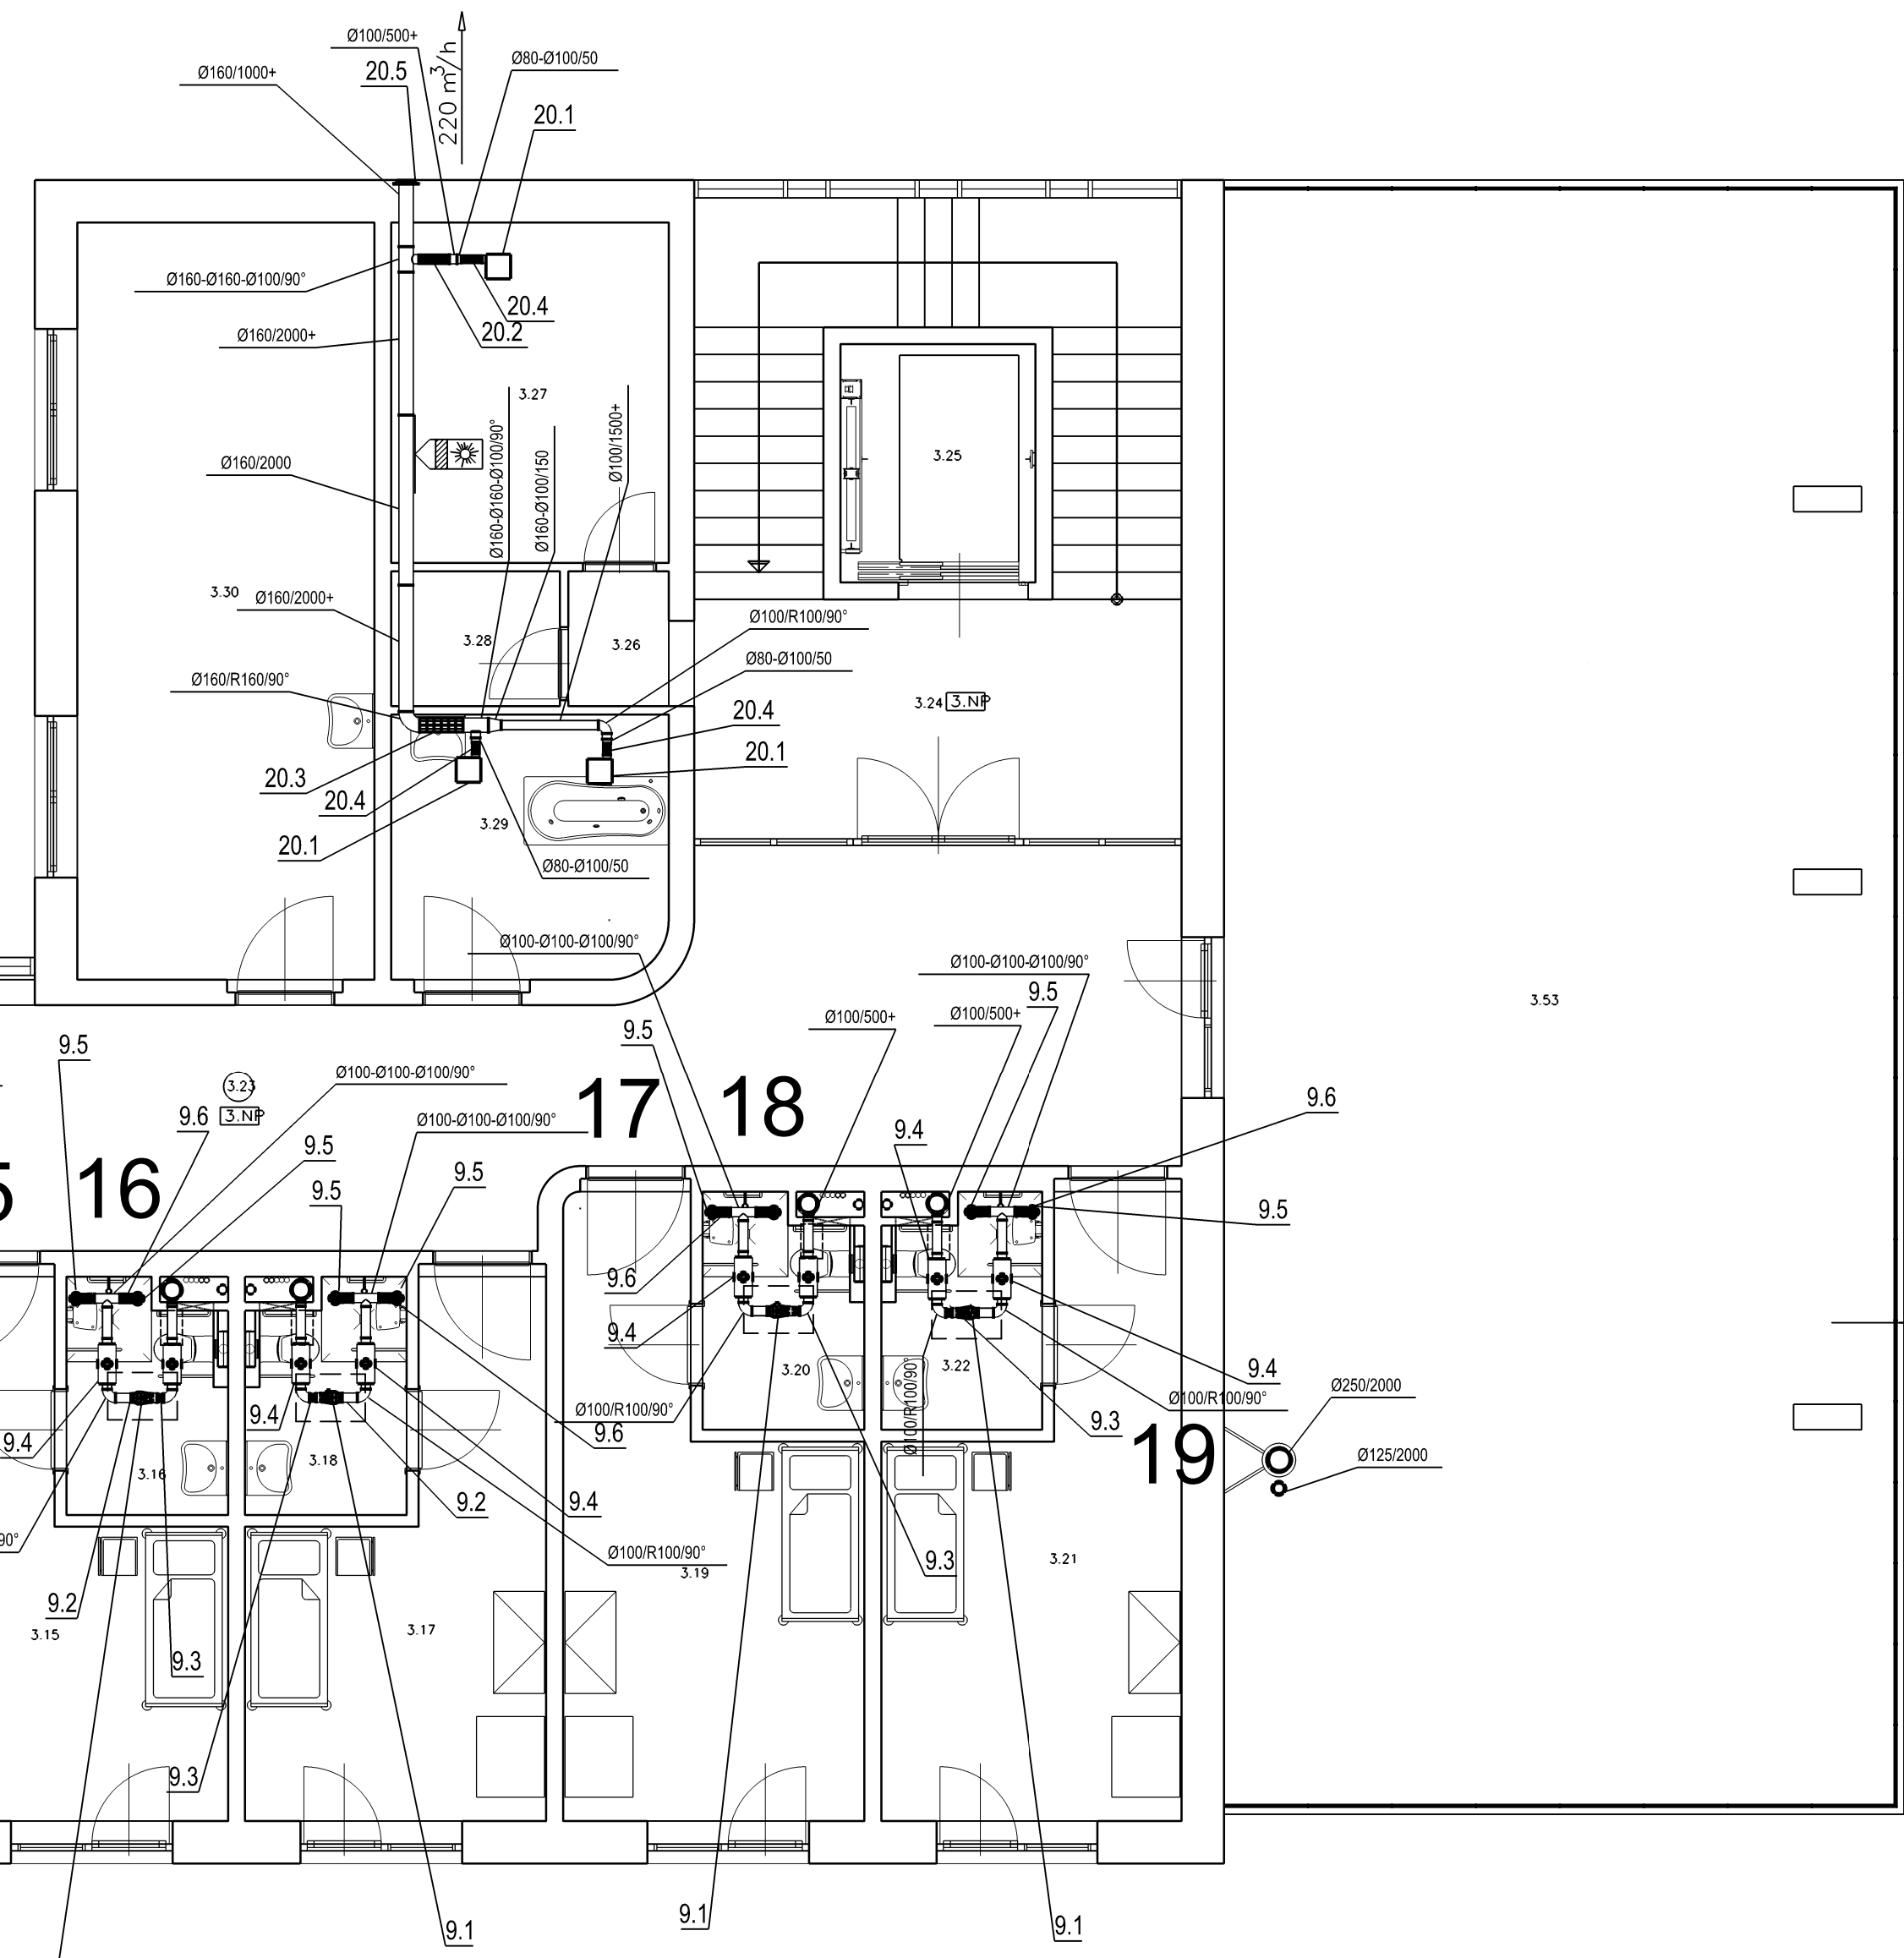 Ø100/500+
Ø80-Ø100/50
Ø160/1000+
20.5
220 m³/h
20.1
Ø160-Ø160-Ø100/90°
20.4
20.2
Ø160/2000+
3.27
Ø160-Ø160-Ø100/90°
Ø160-Ø100/150
Ø100/1500+
Ø160/2000
3.25
3.30
Ø160/2000+
3.28
3.26
Ø100/R100/90°
Ø80-Ø100/50
Ø160/R160/90°
3.24
3.NP
20.4
20.1
20.3
20.4
20.1
3.29
Ø80-Ø100/50
Ø100-Ø100-Ø100/90°
Ø100-Ø100-Ø100/90°
9.5
3.53
Ø100/500+
Ø100/500+
9.5
9.5
Ø100-Ø100-Ø100/90°
3.23
3.NP
9.6
17
18
9.6
Ø100-Ø100-Ø100/90°
9.4
9.5
9.5
9.5
16
5
9.5
9.6
9.4
9.4
3.20
3.22
9.4
Ø100/R100/90°
Ø250/2000
Ø100/R100/90°
Ø100/R100/90°
9.3
19
9.4
9.4
9.6
Ø125/2000
3.16
3.18
9.2
9.4
90°
Ø100/R100/90°
3.19
9.3
3.21
9.2
3.15
3.17
9.3
9.3
9.1
9.1
9.1